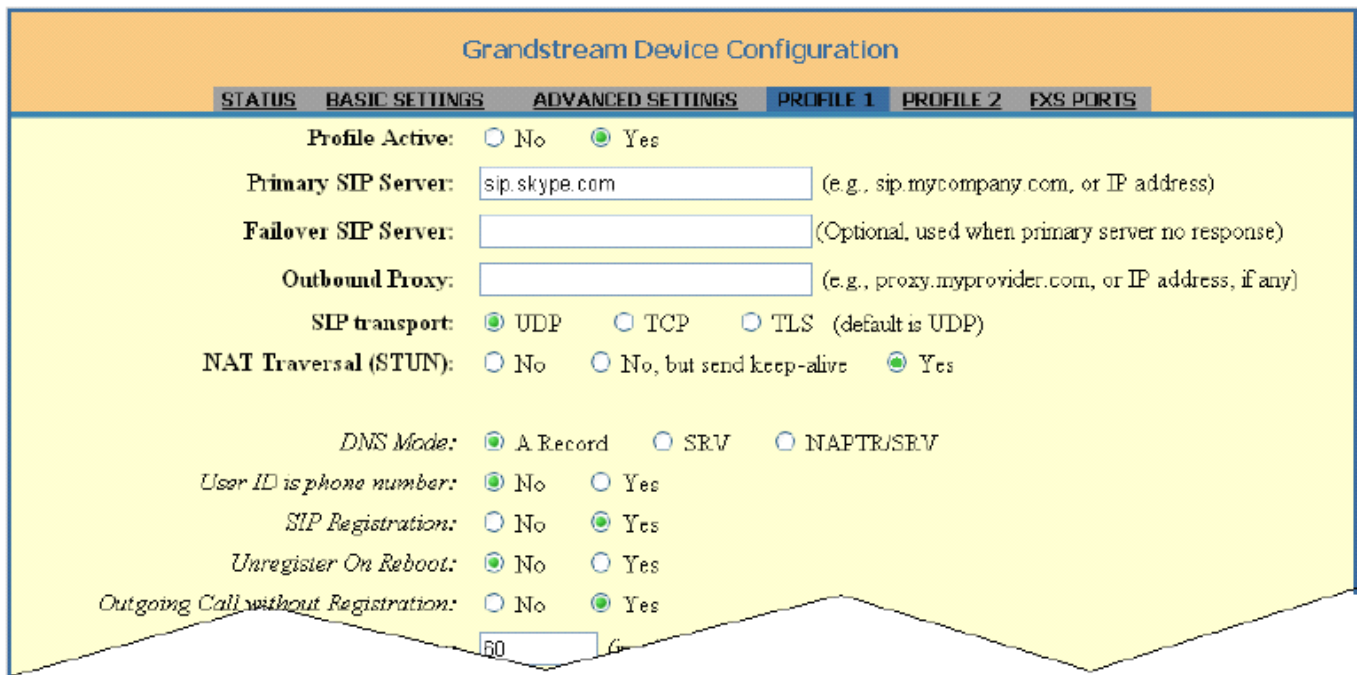 Grandstream Device Configuration
STATUS BASIC SETTINGS ADVANCED SETTINGS PROFILE 1 PROFILE 2 FXS PORTS
Profile Active: No Yes
Primary SIP Server: sip.skype.com (e.g., sip.mycompany.com, or IP address)
Failover SIP Server: (Optional, used when primary server no response)
Outbound Proxy: (e.g., proxy.myprovider.com, or IP address, if any)
SIP transport: UDP TCP TLS (default is UDP)
NAT Traversal (STUN): No No, but send keep-alive Yes
DNS Mode: A Record SRV NAPTR/SRV
User ID is phone number: No Yes
SIP Registration: No Yes
Unregister On Reboot: No Yes
Outgoing Call without Registration: No Yes
60